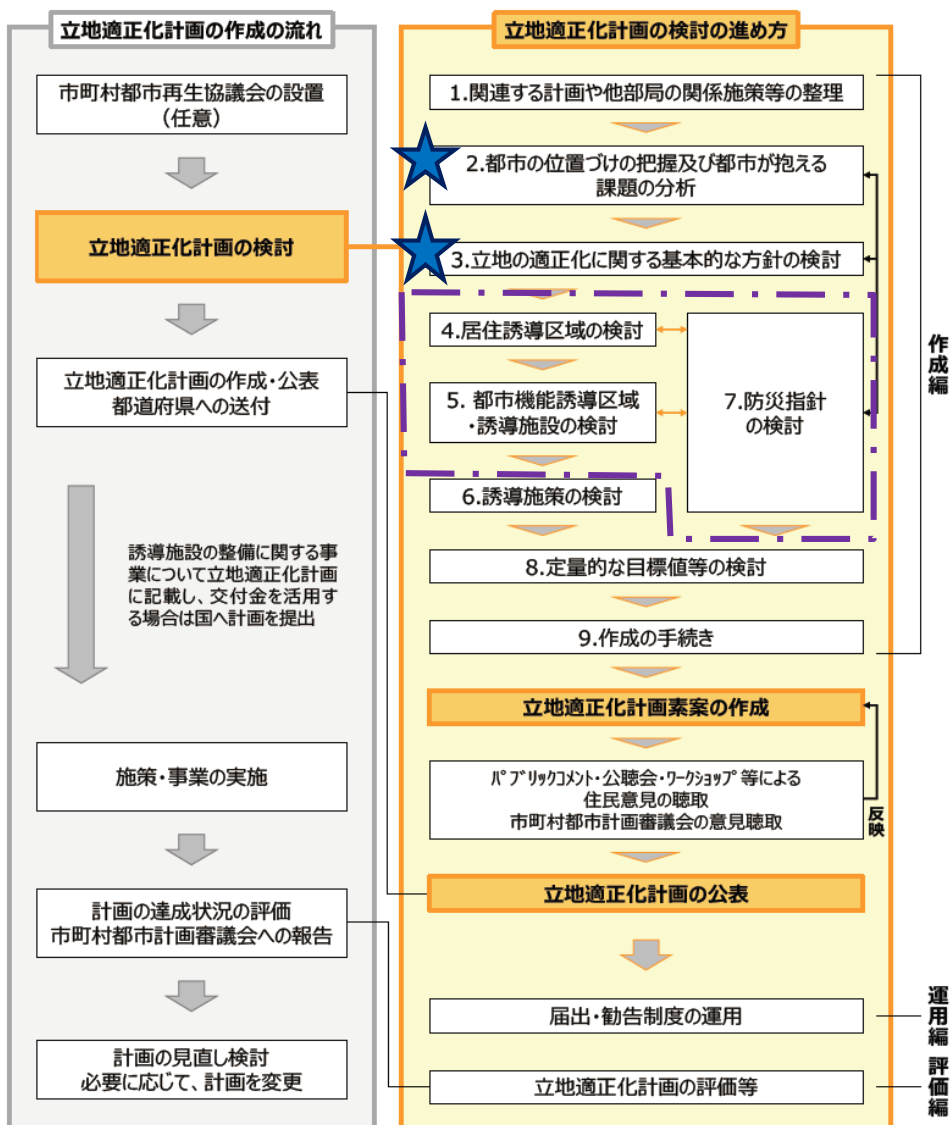 立地適正化計画の作成の流れ
市町村都市再生協議会の設置
（任意）
立地適正化計画の検討
立地適正化計画の作成・公表
都道府県への送付
誘導施設の整備に関する事
業について立地適正化計画
に記載し、交付金を活用す
る場合は国へ計画を提出
施策・事業の実施
計画の達成状況の評価
市町村都市計画審議会への報告
計画の見直し検討
必要に応じて、計画を変更
立地適正化計画の検討の進め方
1.関連する計画や他部局の関係施策等の整理
2.都市の位置づけの把握及び都市が抱える
課題の分析
3.立地の適正化に関する基本的な方針の検討
4.居住誘導区域の検討
5. 都市機能誘導区域
・誘導施設の検討
7.防災指針
の検討
6.誘導施策の検討
8.定量的な目標値等の検討
9.作成の手続き
立地適正化計画素案の作成
ﾊﾟﾌﾞﾘｯｸｺﾒﾝﾄ・公聴会・ﾜｰｸｼｮｯﾌﾟ等による
住民意見の聴取
市町村都市計画審議会の意見聴取
反映
立地適正化計画の公表
届出・勧告制度の運用
立地適正化計画の評価等
作成編
運用編
評価編